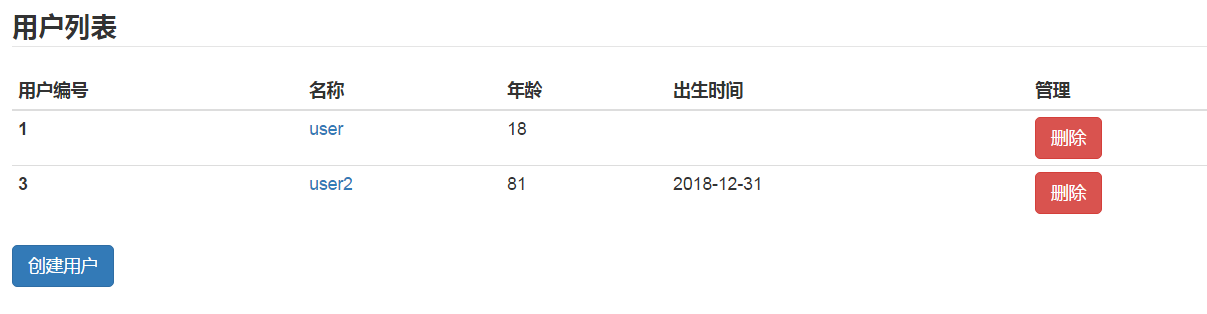 用户列表
用户编号 名称 年龄 出生时间 管理
1 user 18 删除
3 user2 81 2018-12-31 删除
创建用户